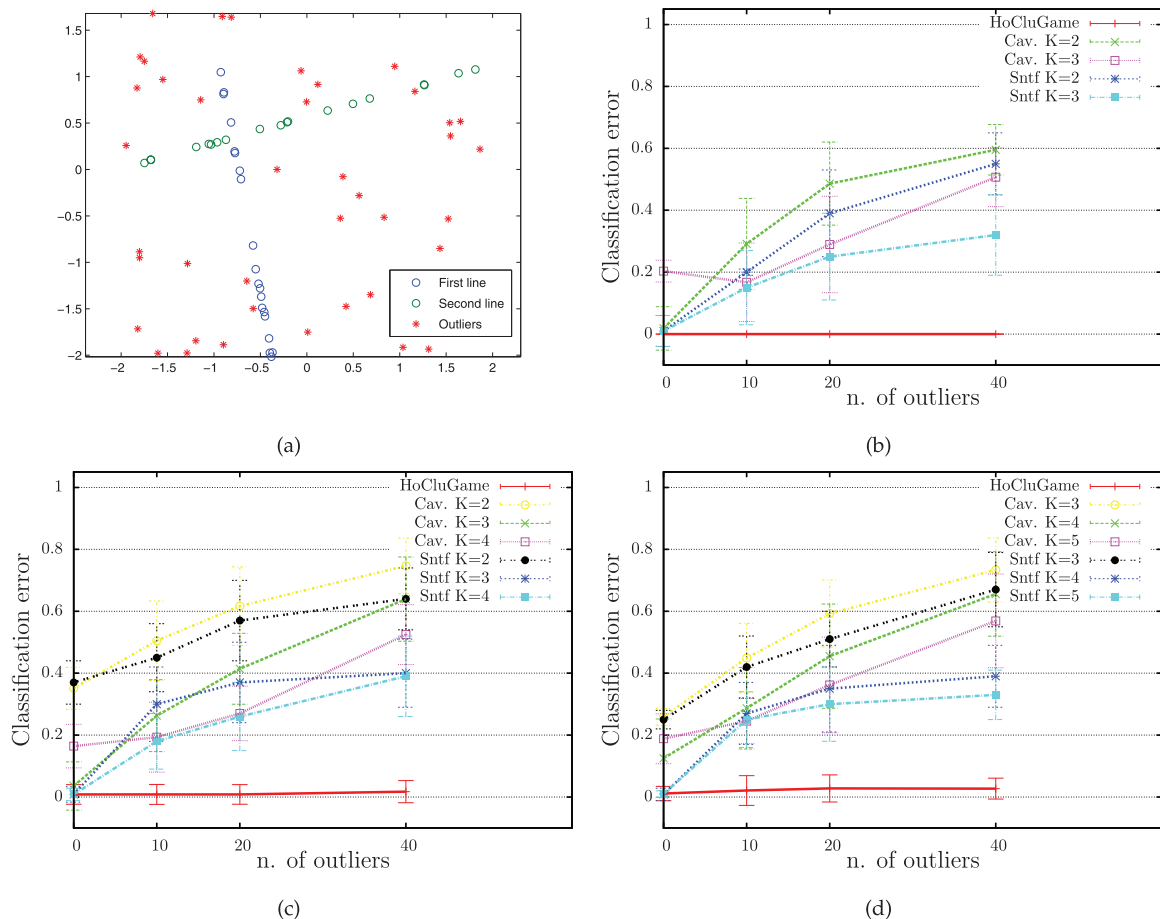 1.5
1
0.5
0
−0.5
−1
−1.5
−2
−2 −1.5 −1 −0.5 0 0.5 1 1.5 2
First line
Second line
Outliers
(a)
Classification error
1
0.8
0.6
0.4
0.2
0
0 10 20 40
n. of outliers
HoCluGame
Cav. K=2
Cav. K=3
Sntf K=2
Sntf K=3
(b)
Classification error
1
0.8
0.6
0.4
0.2
0
0 10 20 40
n. of outliers
HoCluGame
Cav. K=2
Cav. K=3
Cav. K=4
Sntf K=2
Sntf K=3
Sntf K=4
(c)
Classification error
1
0.8
0.6
0.4
0.2
0
0 10 20 40
n. of outliers
HoCluGame
Cav. K=3
Cav. K=4
Cav. K=5
Sntf K=3
Sntf K=4
Sntf K=5
(d)